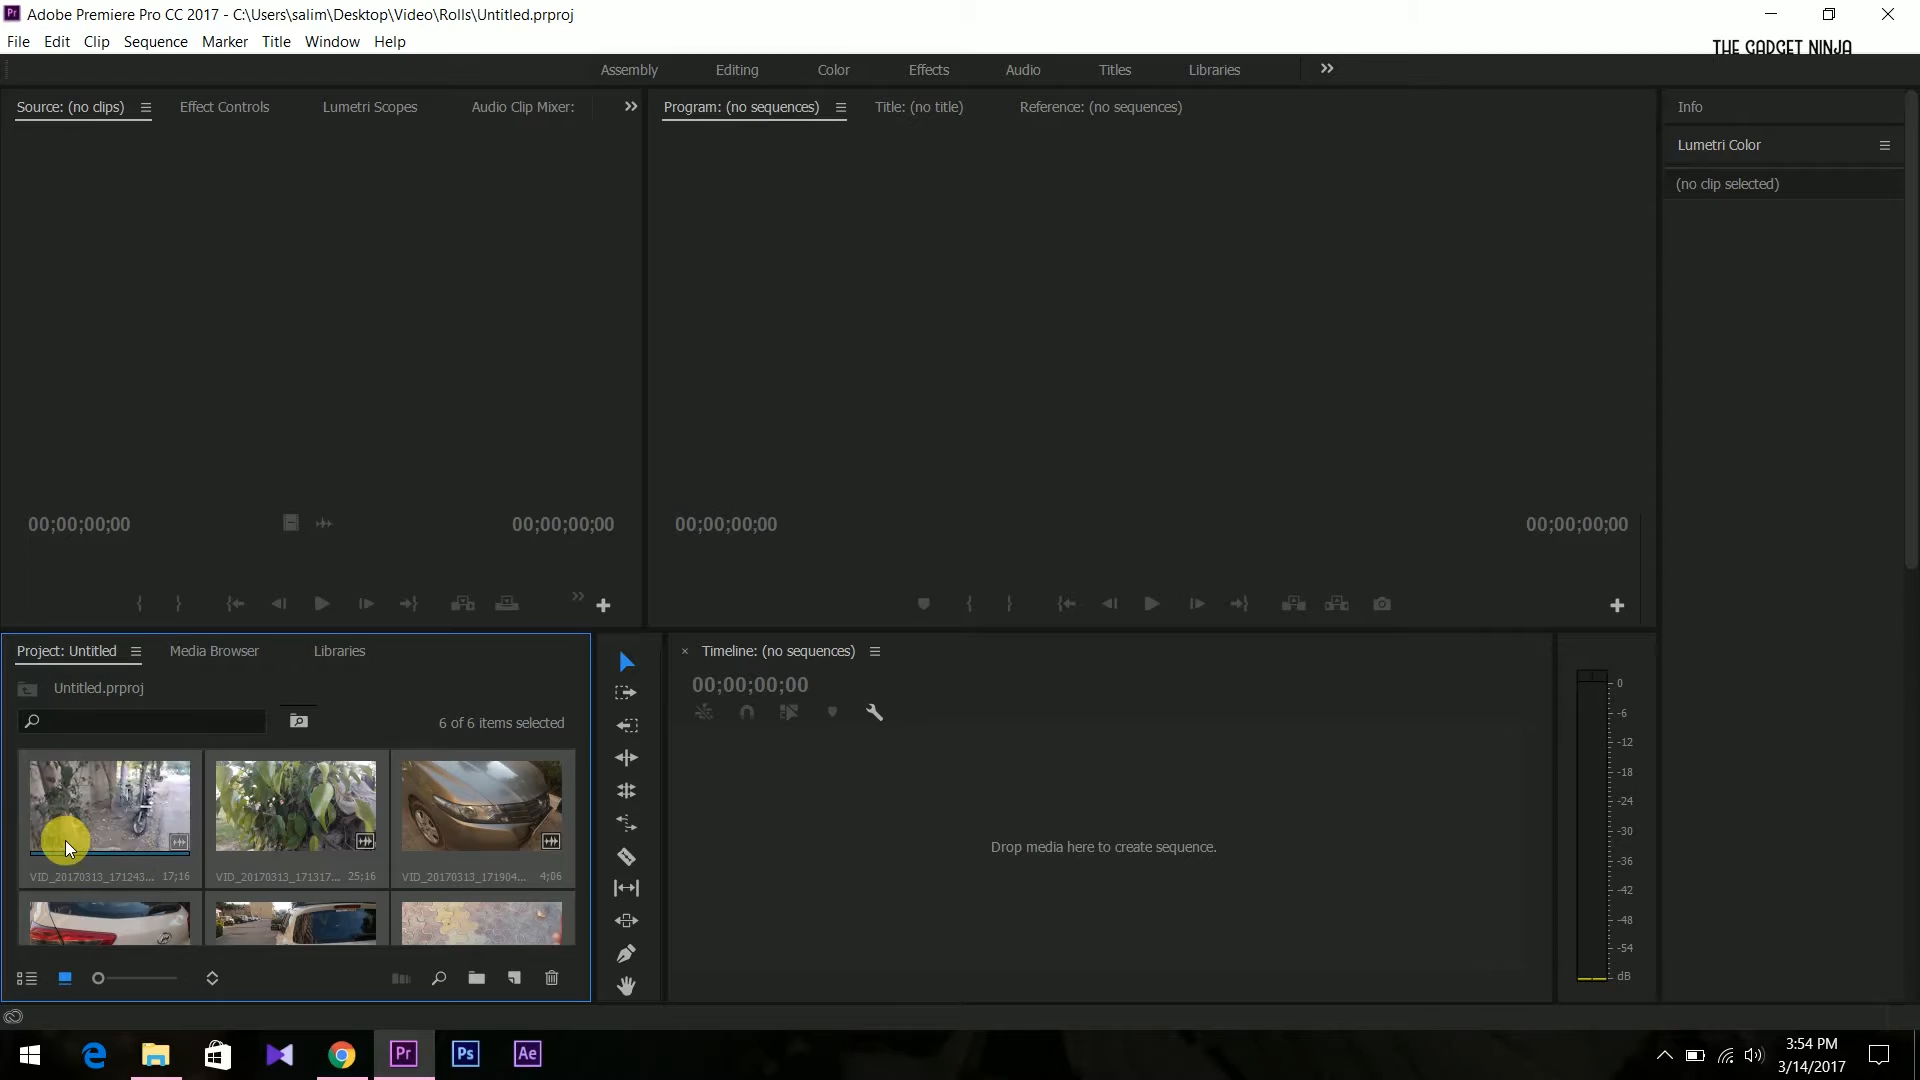 Pr Adobe Premiere Pro CC 2017 - C:\Users\salim\Desktop\Video\Rolls\Untitled.prproj
File Edit Clip Sequence Marker Title Window Help
THE GADGET NINJA
Assembly Editing Color Effects Audio Titles Libraries
Source: (no clips) Effect Controls Lumetri Scopes Audio Clip Mixer:
Program: (no sequences) Title: (no title) Reference: (no sequences)
Info
Lumetri Color
(no clip selected)
00;00;00;00 00;00;00;00
00;00;00;00 00;00;00;00
Project: Untitled Media Browser Libraries
Untitled.prproj
6 of 6 items selected
VID_20170313_171243... 17;16
VID_20170313_171317... 25;16
VID_20170313_171904... 4;06
Timeline: (no sequences)
00;00;00;00
Drop media here to create sequence.
0
-6
-12
-18
-24
-30
-36
-42
-48
-54
dB
Pr Ps Ae
3:54 PM
3/14/2017